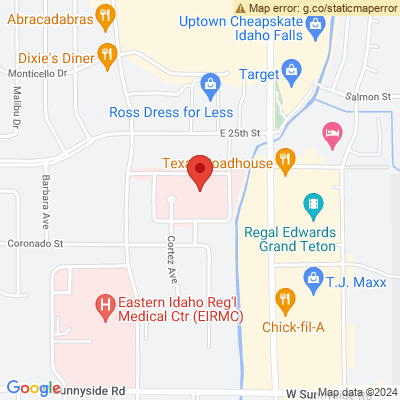 Map error: g.co/staticmaperror
Abracadabras
Uptown Cheapskate
Idaho Falls
Dixie's Diner
Monticello Dr
Target
Malibu Dr
Salmon St
Ross Dress for Less
E 25th St
Texas Roadhouse
Barbara Ave
Regal Edwards
Grand Teton
Coronado St
Cortez Ave
T.J. Maxx
Eastern Idaho Reg'l
Medical Ctr (EIRMC)
Chick-fil-A
Google
Sunnyside Rd
W Sunnyside Rd
Map data ©2024